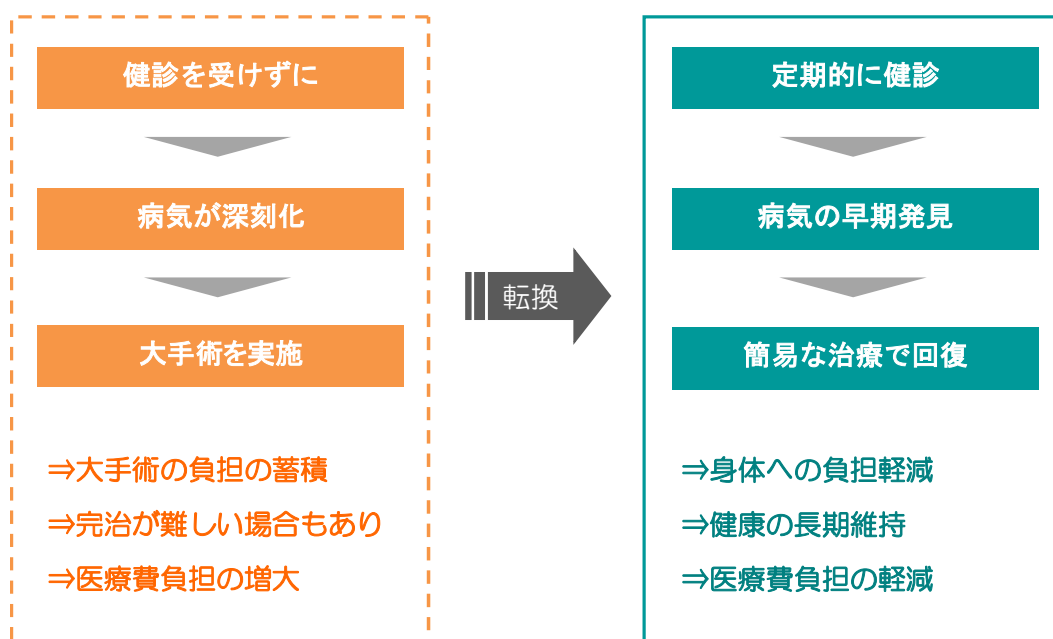 健診を受けずに
病気が深刻化
大手術を実施
⇒大手術の負担の蓄積
⇒完治が難しい場合もあり
⇒医療費負担の増大
転換
定期的に健診
病気の早期発見
簡易な治療で回復
⇒身体への負担軽減
⇒健康の長期維持
⇒医療費負担の軽減